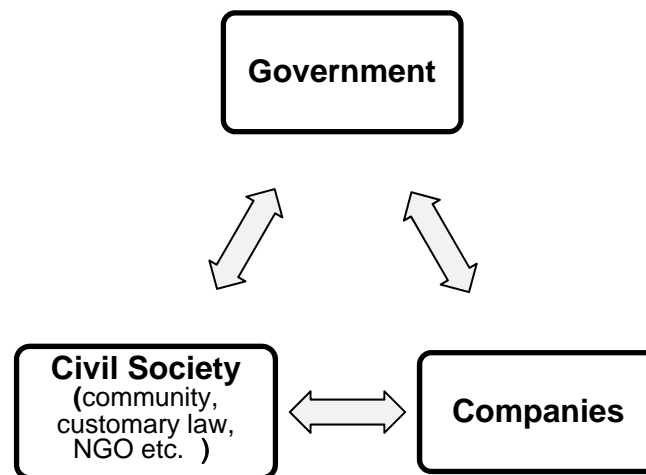 Government
Civil Society
(community,
customary law,
NGO etc. )
Companies